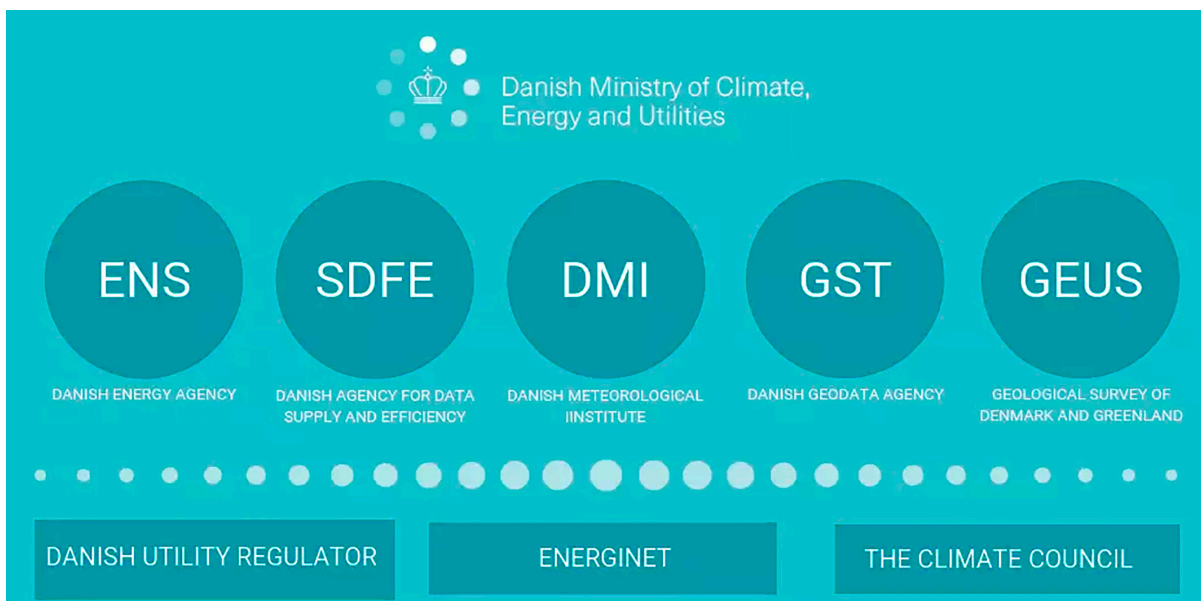 Danish Ministry of Climate,
Energy and Utilities
ENS
SDFE
DMI
GST
GEUS
DANISH ENERGY AGENCY
DANISH AGENCY FOR DATA
SUPPLY AND EFFICIENCY
DANISH METEOROLOGICAL
IINSTITUTE
DANISH GEODATA AGENCY
GEOLOGICAL SURVEY OF
DENMARK AND GREENLAND
DANISH UTILITY REGULATOR
ENERGINET
THE CLIMATE COUNCIL